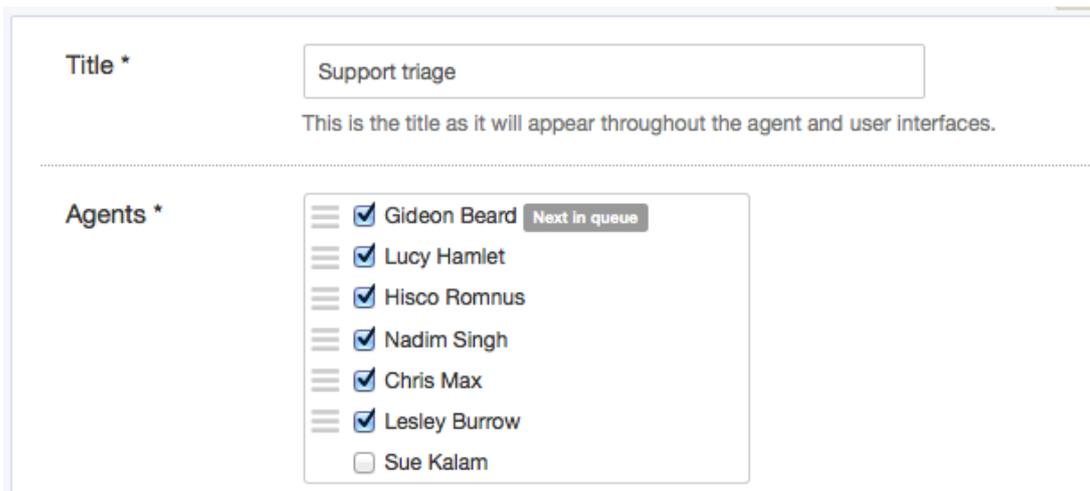 Title *
Support triage
This is the title as it will appear throughout the agent and user interfaces.
Agents *
Gideon Beard Next in queue
Lucy Hamlet
Hisco Romnus
Nadim Singh
Chris Max
Lesley Burrow
Sue Kalam